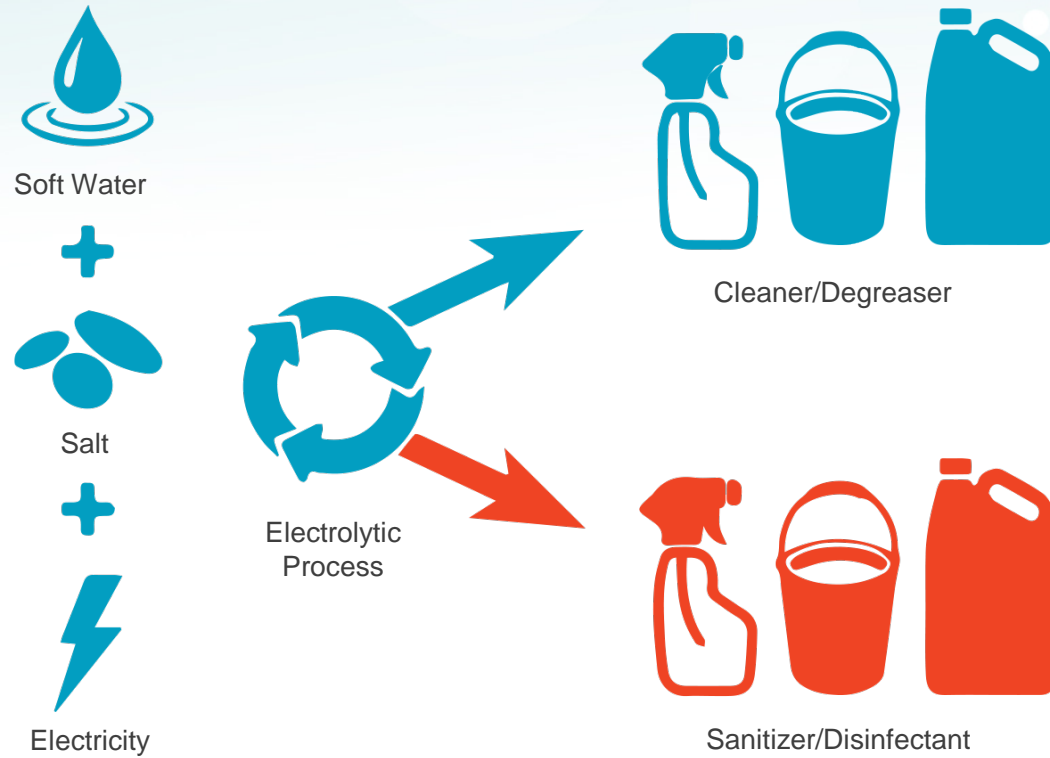 Soft Water
Salt
Electricity
Electrolytic
Process
Cleaner/Degreaser
Sanitizer/Disinfectant